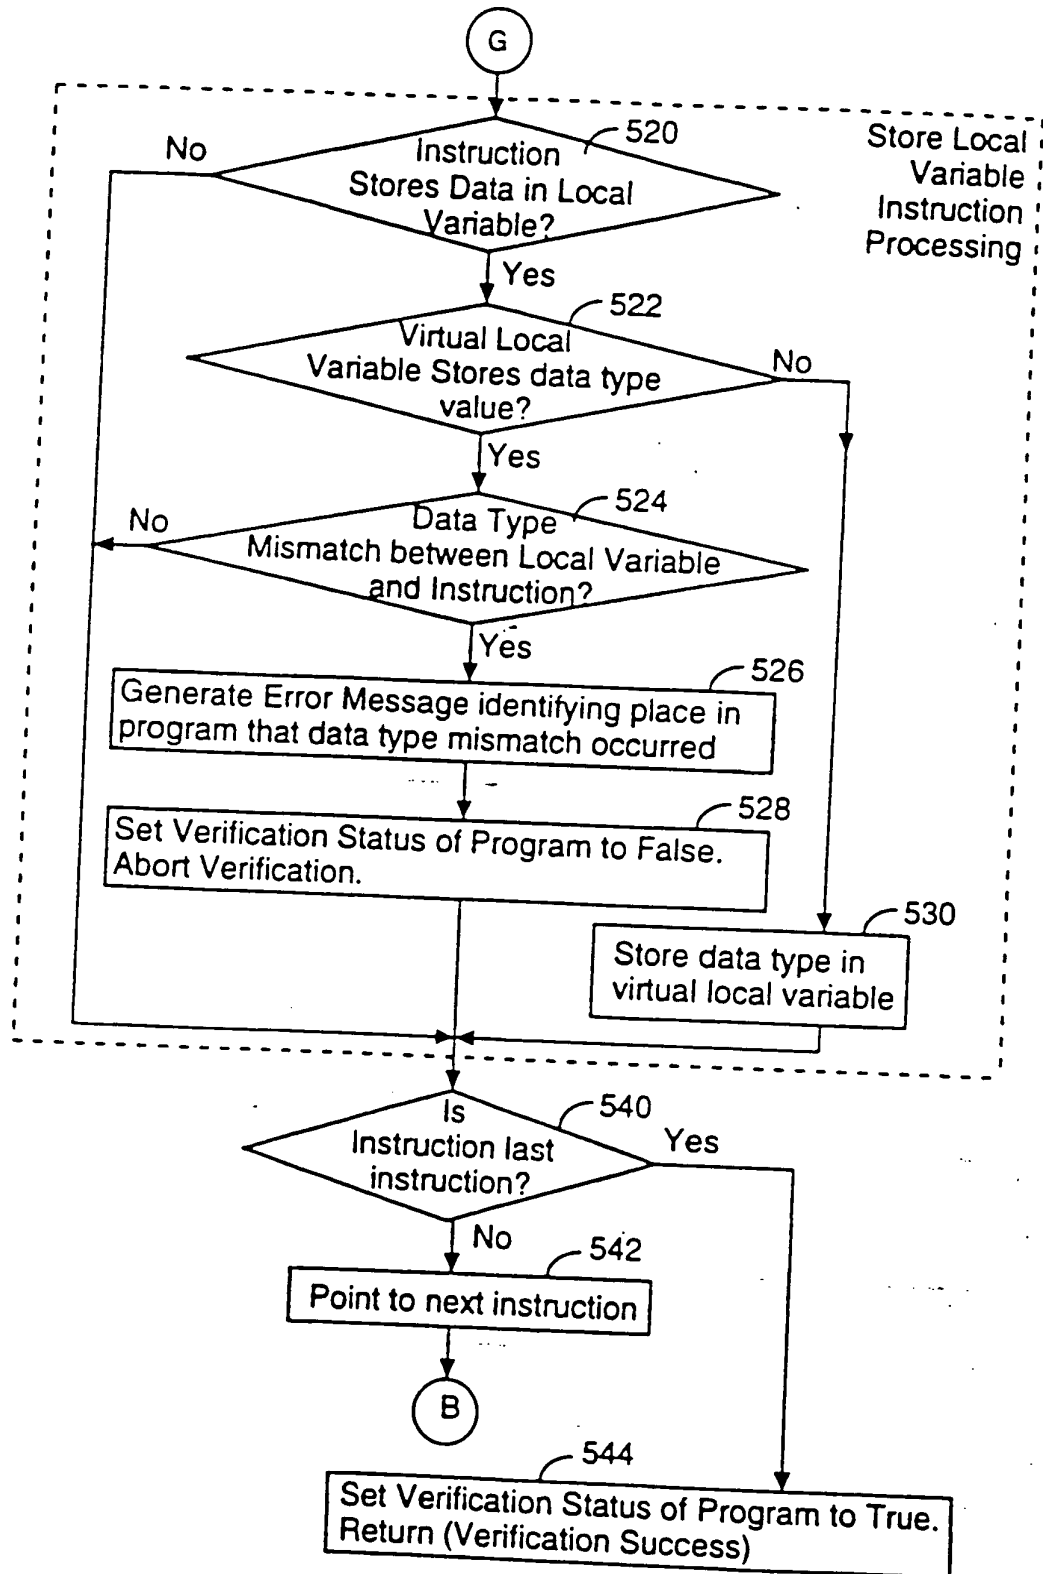 G
520
Store Local
Variable
Instruction
Processing
No
Instruction
Stores Data in Local
Variable?
Yes
522
Virtual Local
Variable Stores data type
value?
No
Yes
524
No
Data Type
Mismatch between Local Variable
and Instruction?
Yes
526
Generate Error Message identifying place in
program that data type mismatch occurred
528
Set Verification Status of Program to False.
Abort Verification.
530
Store data type in
virtual local variable
540
Is
Instruction last
instruction?
Yes
No
542
Point to next instruction
B
544
Set Verification Status of Program to True.
Return (Verification Success)